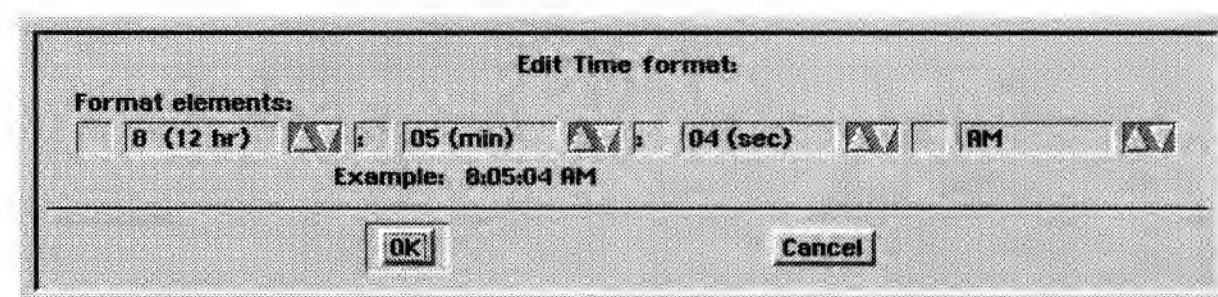 Edit Time format:
Format elements:
8 (12 hr) : 05 (min) : 04 (sec) AM
Example: 8:05:04 AM
OK Cancel